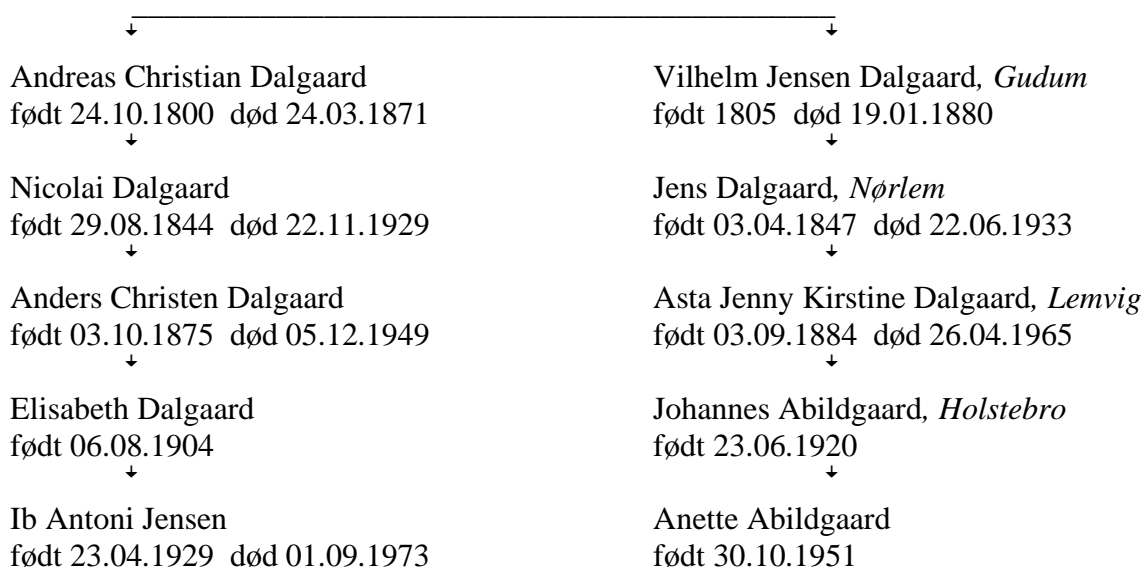 Andreas Christian Dalgaard
født 24.10.1800 død 24.03.1871
Nicolai Dalgaard
født 29.08.1844 død 22.11.1929
Anders Christen Dalgaard
født 03.10.1875 død 05.12.1949
Elisabeth Dalgaard
født 06.08.1904
Ib Antoni Jensen
født 23.04.1929 død 01.09.1973
Vilhelm Jensen Dalgaard, Gudum
født 1805 død 19.01.1880
Jens Dalgaard, Nørlem
født 03.04.1847 død 22.06.1933
Asta Jenny Kirstine Dalgaard, Lemvig
født 03.09.1884 død 26.04.1965
Johannes Abildgaard, Holstebro
født 23.06.1920
Anette Abildgaard
født 30.10.1951